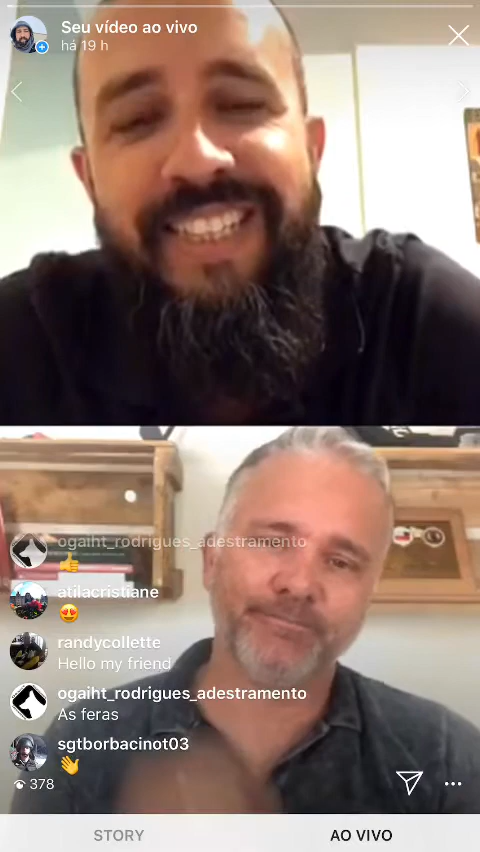 Seu vídeo ao vivo
há 19 h
ogaiht_rodrigues_adestramento
👍
atilacristiane
😍
randycollette
Hello my friend
ogaiht_rodrigues_adestramento
As feras
sgtborbacinot03
👋
378
STORY
AO VIVO